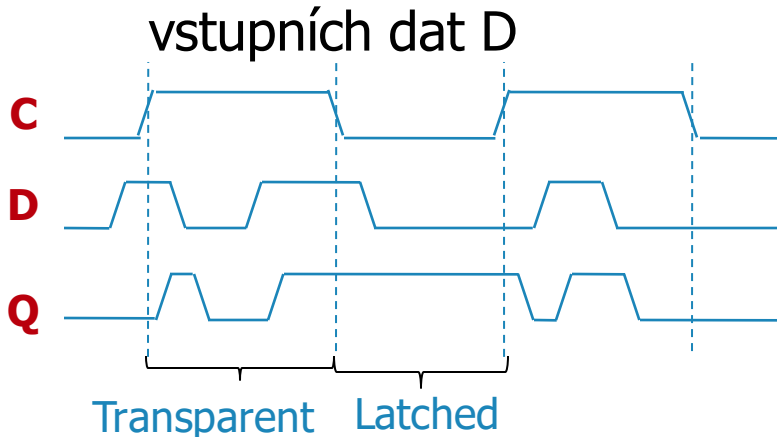 vstupních dat D
C
D
Q
Transparent
Latched